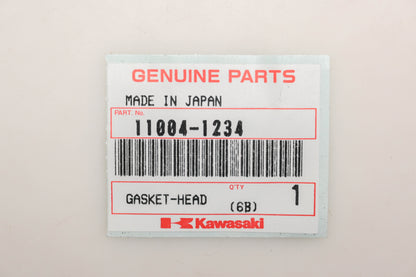 GENUINE PARTS
MADE IN JAPAN
PART. No.
11004-1234
GASKET-HEAD
Q'TY
1
(6B)
Kawasaki